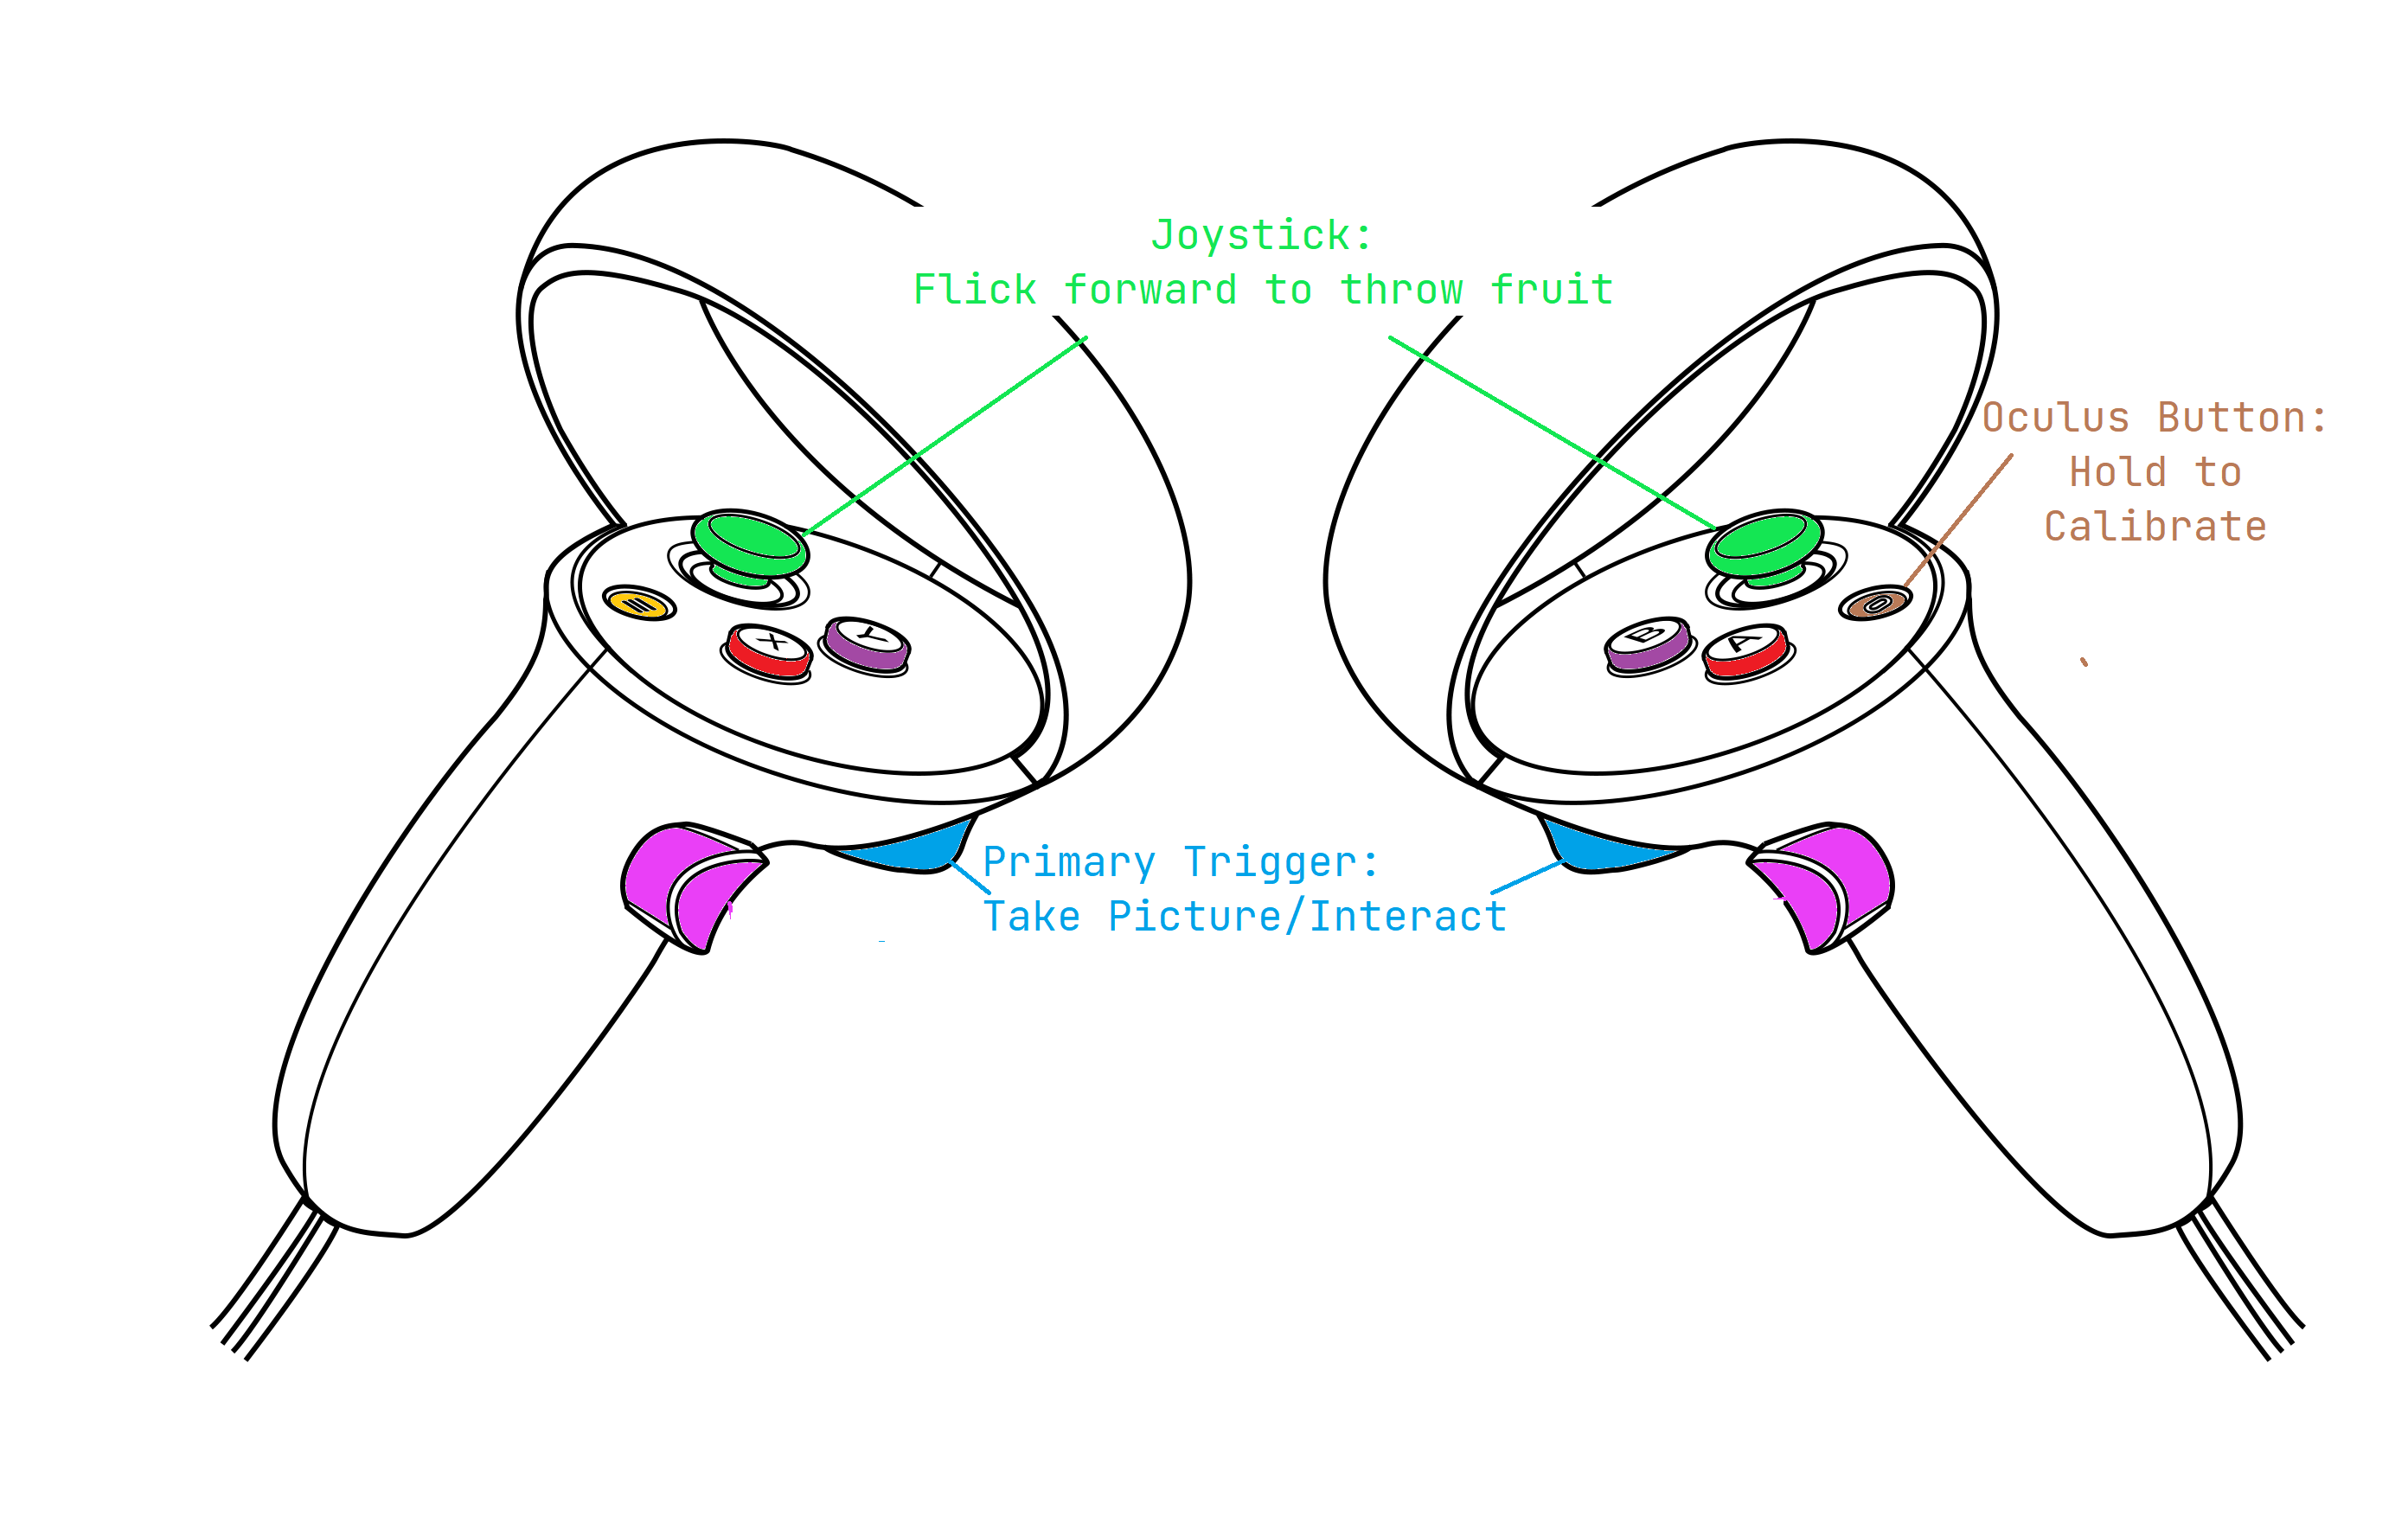 Joystick:
Flick forward to throw fruit
Oculus Button:
Hold to
Calibrate
X
Y
B
A
Primary Trigger:
Take Picture/Interact